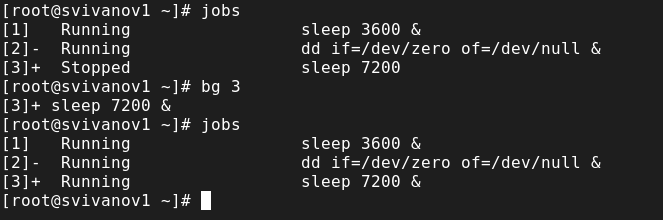 [root@svivanov1 ~]# jobs
[1]   Running                 sleep 3600 &
[2]-  Running                 dd if=/dev/zero of=/dev/null &
[3]+  Stopped                 sleep 7200
[root@svivanov1 ~]# bg 3
[3]+ sleep 7200 &
[root@svivanov1 ~]# jobs
[1]   Running                 sleep 3600 &
[2]-  Running                 dd if=/dev/zero of=/dev/null &
[3]+  Running                 sleep 7200 &
[root@svivanov1 ~]#